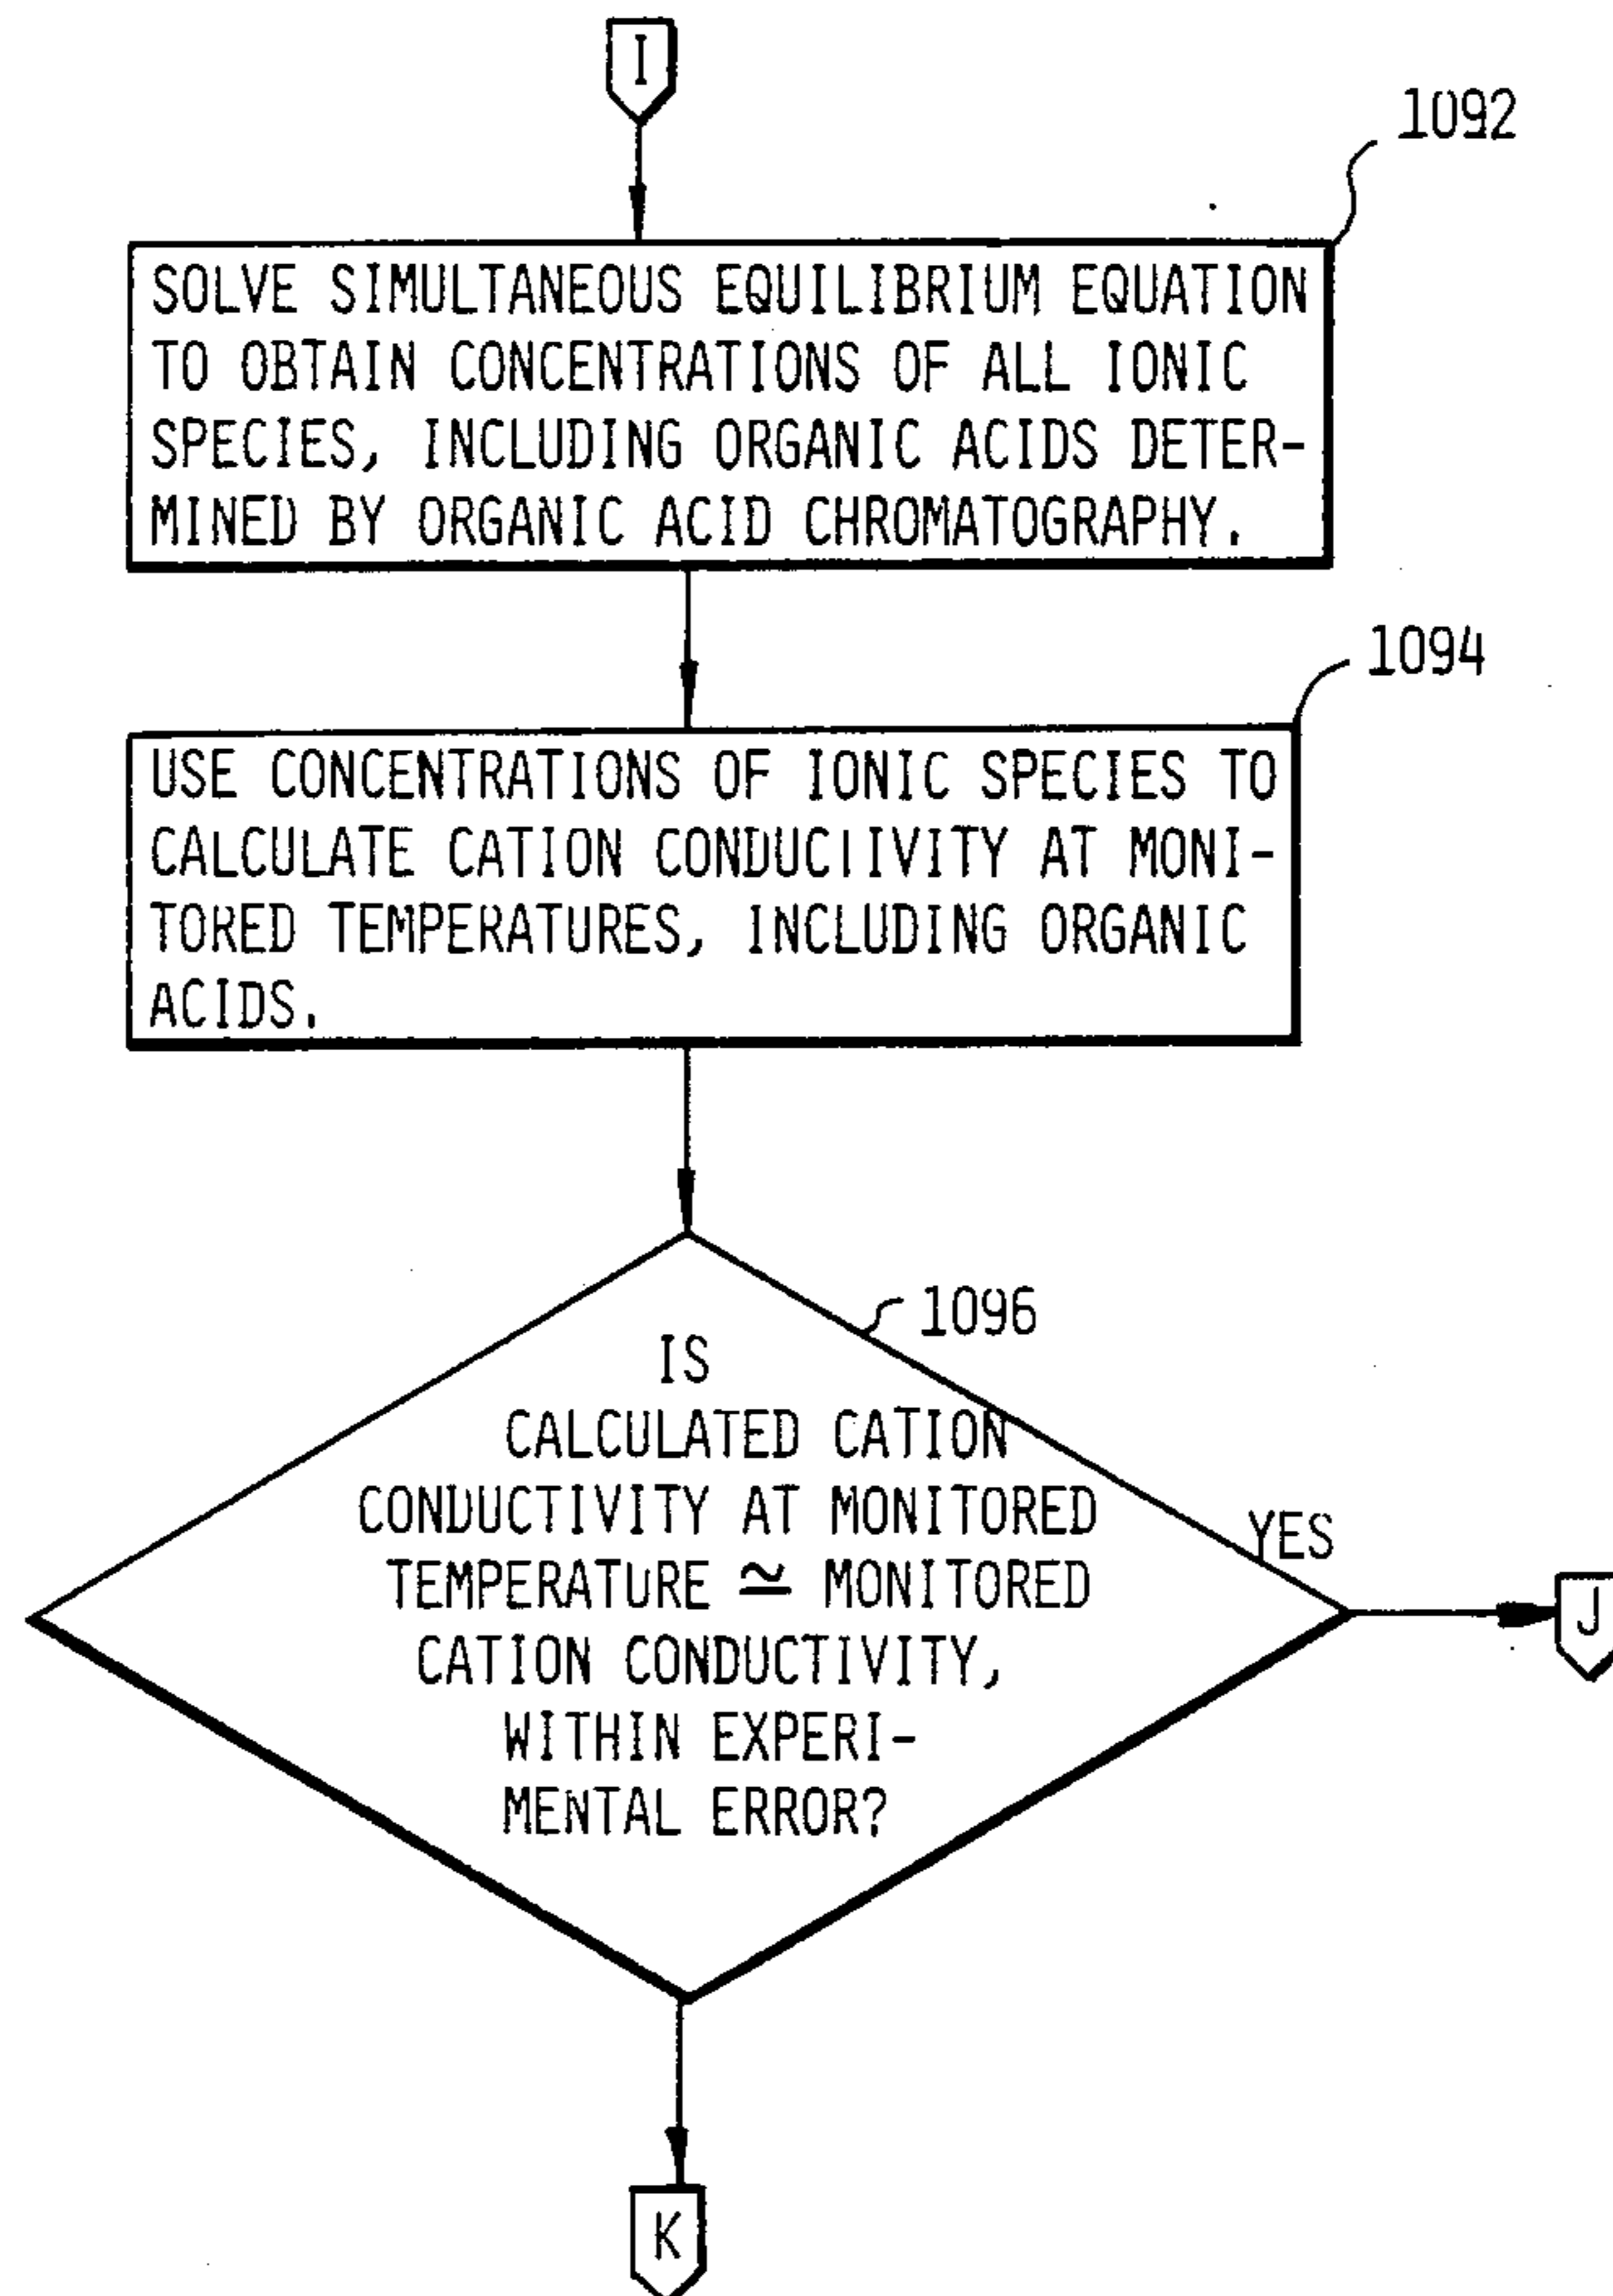 I
1092
SOLVE SIMULTANEOUS EQUILIBRIUM EQUATION
TO OBTAIN CONCENTRATIONS OF ALL IONIC
SPECIES, INCLUDING ORGANIC ACIDS DETER-
MINED BY ORGANIC ACID CHROMATOGRAPHY.
1094
USE CONCENTRATIONS OF IONIC SPECIES TO
CALCULATE CATION CONDUCTIVITY AT MONI-
TORED TEMPERATURES, INCLUDING ORGANIC
ACIDS.
1096
IS
CALCULATED CATION
CONDUCTIVITY AT MONITORED
TEMPERATURE ≃ MONITORED
CATION CONDUCTIVITY,
WITHIN EXPERI-
MENTAL ERROR?
YES
J
K